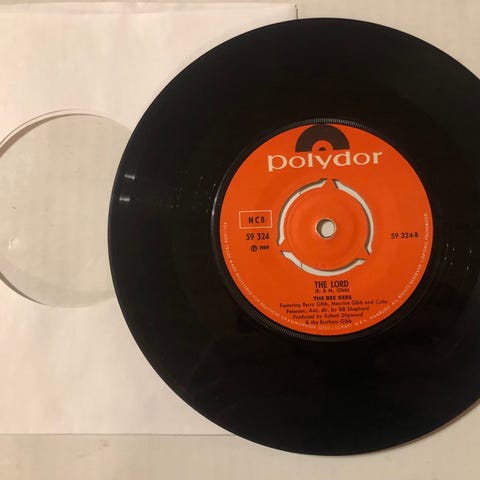 polydor
NCB
59 324
℗ 1969
59 324-B
THE LORD
(B. & M. Gibb)
THE BEE GEES
Featuring Barry Gibb, Maurice Gibb and Colin
Petersen, Acc. dir. by Bill Shepherd
Produced by Robert Stigwood
& the Brothers Gibb